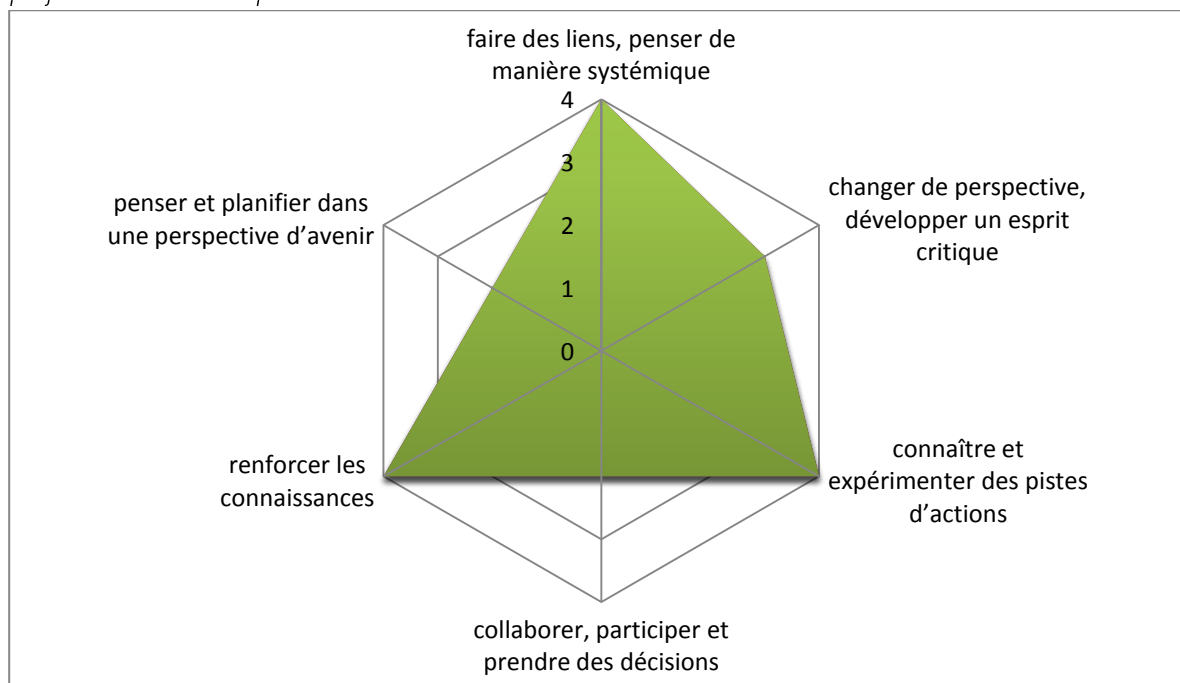 faire des liens, penser de
manière systémique
4
3
2
1
0
changer de perspective,
développer un esprit
critique
connaître et
expérimenter des pistes
d’actions
collaborer, participer et
prendre des décisions
renforcer les
connaissances
penser et planifier dans
une perspective d’avenir